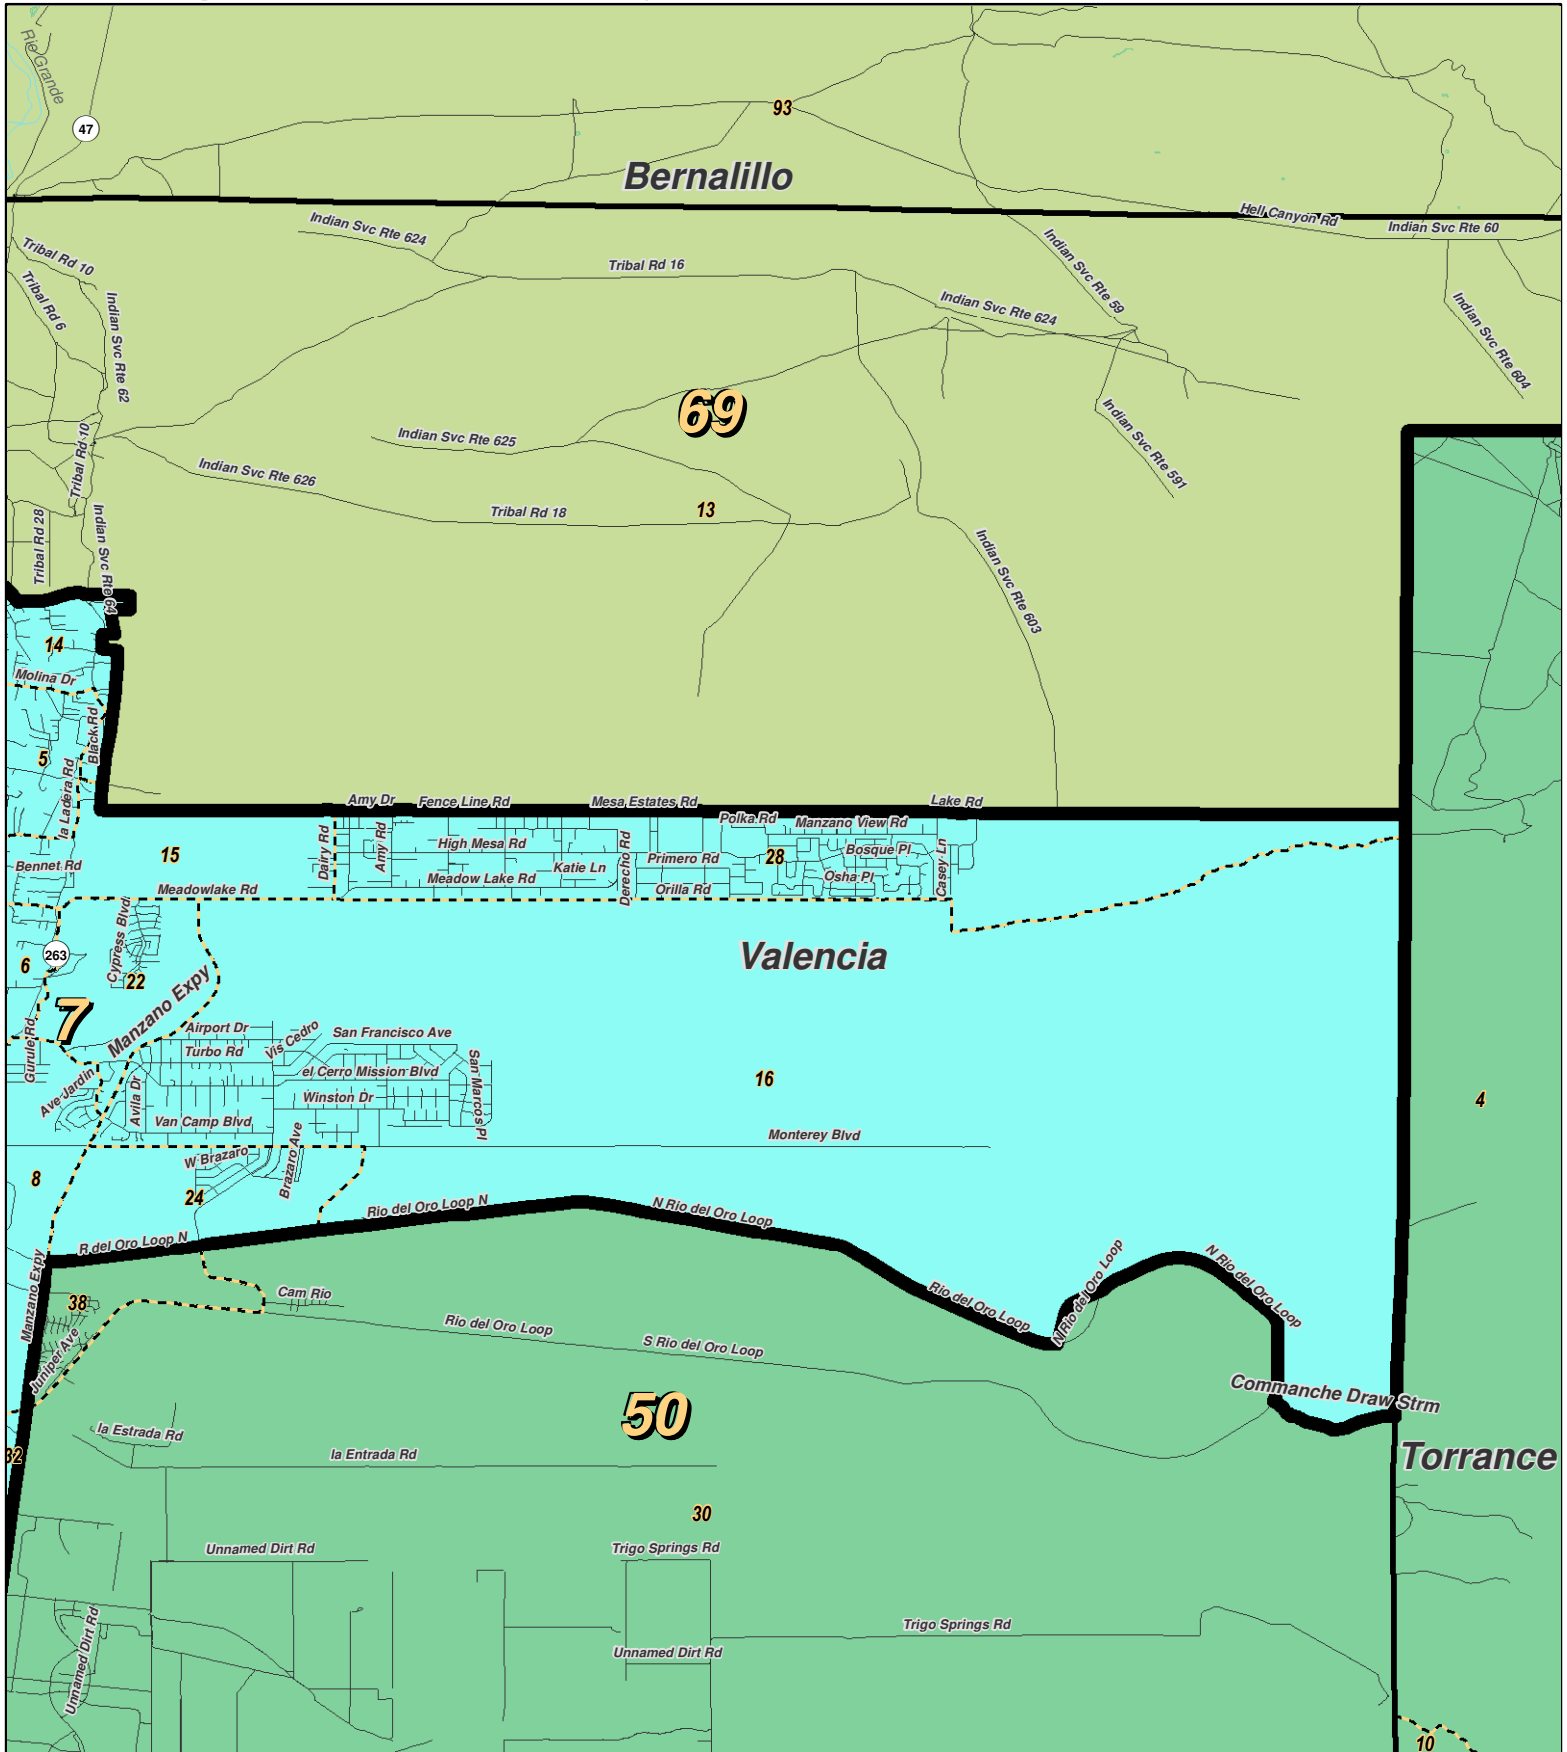 Rio Grande
47
93
Bernalillo
Hell Canyon Rd
Indian Svc Rte 60
Indian Svc Rte 624
Tribal Rd 10
Tribal Rd 16
Indian Svc Rte 59
Tribal Rd 6
Indian Svc Rte 62
Indian Svc Rte 624
Indian Svc Rte 604
69
Indian Svc Rte 625
Tribal Rd 10
Indian Svc Rte 626
Indian Svc Rte 591
Tribal Rd 18
13
Tribal Rd 28
Indian Svc Rte 64
Indian Svc Rte 603
14
Molina Dr
Black Rd
5
la Ladera Rd
Amy Dr
Fence Line Rd
Mesa Estates Rd
Lake Rd
Polka Rd
Manzano View Rd
Dairy Rd
Amy Rd
High Mesa Rd
Derecho Rd
Bosque Pl
15
Primero Rd
28
Casey Ln
Bennet Rd
Katie Ln
Meadow Lake Rd
Osha Pl
Meadowlake Rd
Orilla Rd
Cypress Blvd
263
Valencia
6
22
7
Manzano Expy
Gurule Rd
Airport Dr
Vis Cedro
San Francisco Ave
Turbo Rd
el Cerro Mission Blvd
San Marcos Pl
16
Ave Jardin
Avila Dr
Winston Dr
4
Van Camp Blvd
Monterey Blvd
W Brazaro
Brazaro Ave
8
24
Rio del Oro Loop N
N Rio del Oro Loop
R del Oro Loop N
N Rio del Oro Loop
N Rio del Oro Loop
Manzano Expy
38
Cam Rio
Rio del Oro Loop
Rio del Oro Loop
S Rio del Oro Loop
Juniper Ave
Commanche Draw Strm
50
la Estrada Rd
la Entrada Rd
32
Torrance
30
Unnamed Dirt Rd
Trigo Springs Rd
Trigo Springs Rd
Unnamed Dirt Rd
Unnamed Dirt Rd
10